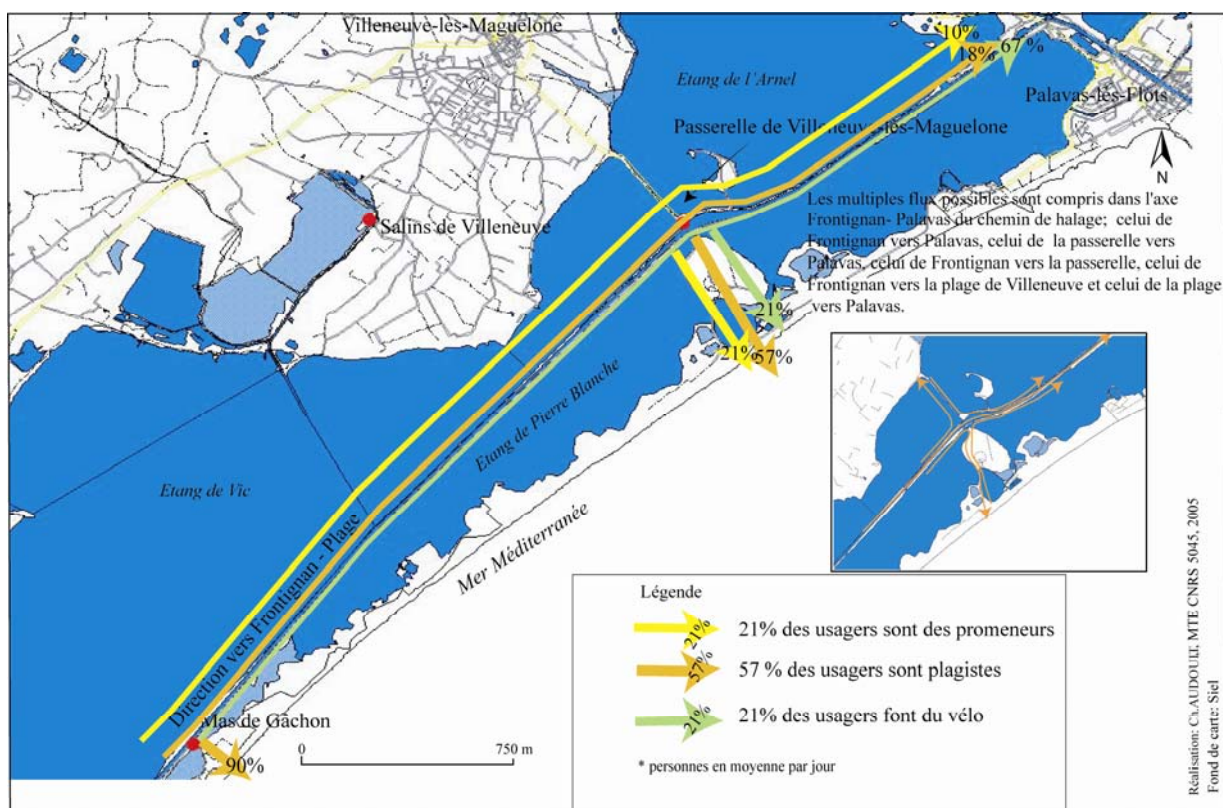 Villeneuve-lès-Maguelone
10%
18%
67%
Etang de l'Arnel
Palavas-lès-Flots
Passerelle de Villeneuve-lès-Maguelone
N
Salins de Villeneuve
Les multiples flux possibles sont compris dans l'axe
Frontignan- Palavas du chemin de halage; celui de
Frontignan vers Palavas, celui de la passerelle vers
Palavas, celui de Frontignan vers la passerelle, celui de
Frontignan vers la plage de Villeneuve et celui de la plage
vers Palavas.
21%
21%
57%
Etang de Pierre Blanche
Etang de Vic
Mer Méditerranée
Direction vers Frontignan - Plage
Mas de Gâchon
90%
0 750 m
Légende
21%
21% des usagers sont des promeneurs
57%
57 % des usagers sont plagistes
21%
21% des usagers font du vélo
* personnes en moyenne par jour
Réalisation: Ch.AUDOUIT, MTE CNRS 5045, 2005
Fond de carte: Siel